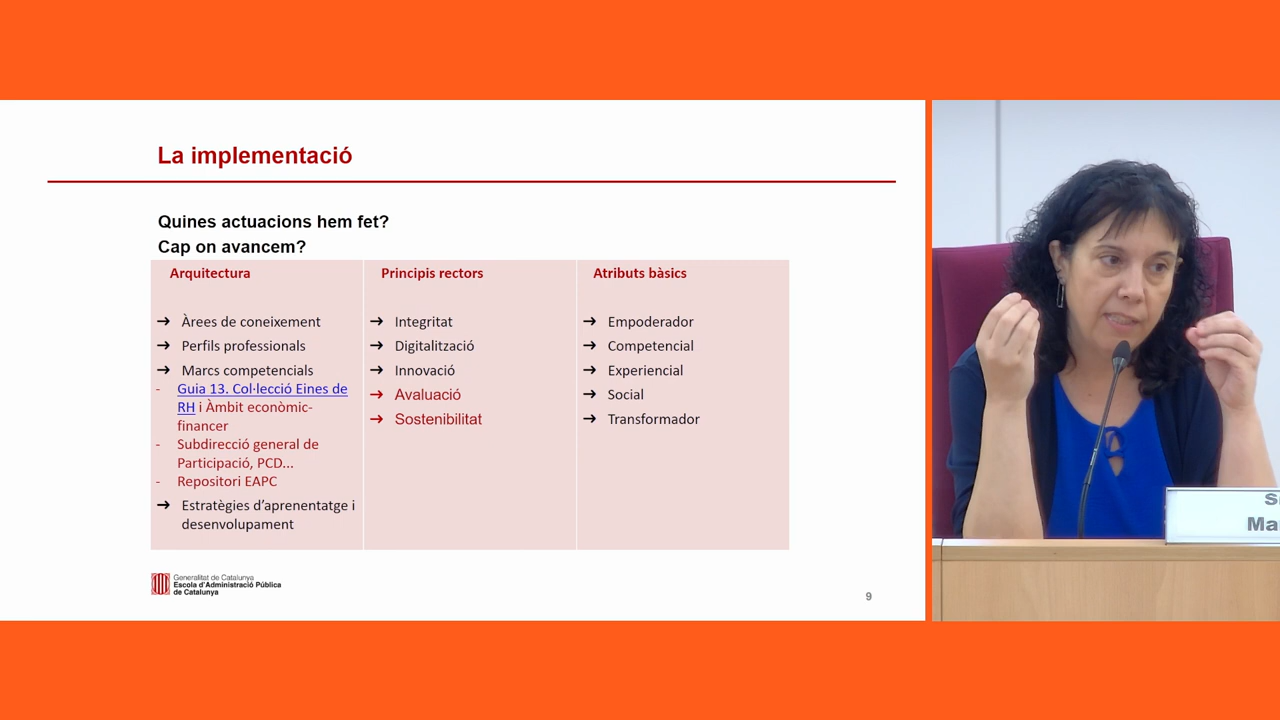 La implementació
Quines actuacions hem fet?
Cap on avancem?
Arquitectura
→ Àrees de coneixement
→ Perfils professionals
→ Marcs competencials
- Guia 13. Col·lecció Eines de
RH i Àmbit econòmic-
financer
- Subdirecció general de
Participació, PCD...
- Repositori EAPC
→ Estratègies d'aprenentatge i
desenvolupament
Principis rectors
→ Integritat
→ Digitalització
→ Innovació
→ Avaluació
→ Sostenibilitat
Atributs bàsics
→ Empoderador
→ Competencial
→ Experiencial
→ Social
→ Transformador
Generalitat de Catalunya
Escola d'Administració Pública
de Catalunya
9